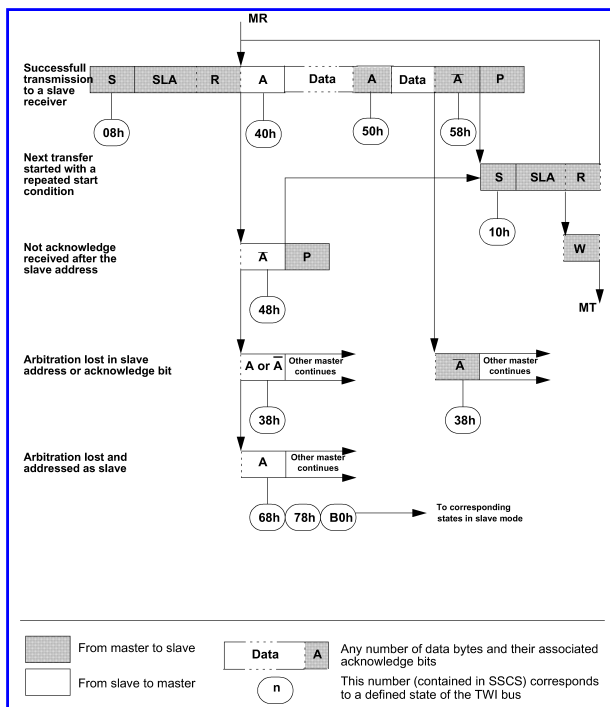 MR
Successfull
transmission
to a slave
receiver
S SLA R A Data A Data A P
08h 40h 50h 58h
Next transfer
started with a
repeated start
condition
S SLA R
10h
Not acknowledge
received after the
slave address
A P
W
48h
MT
Arbitration lost in slave
address or acknowledge bit
A or A Other master
continues
A Other master
continues
38h 38h
Arbitration lost and
addressed as slave
A Other master
continues
68h 78h B0h
To corresponding
states in slave mode
From master to slave
From slave to master
Data A
Any number of data bytes and their associated
acknowledge bits
n
This number (contained in SSCS) corresponds
to a defined state of the TWI bus